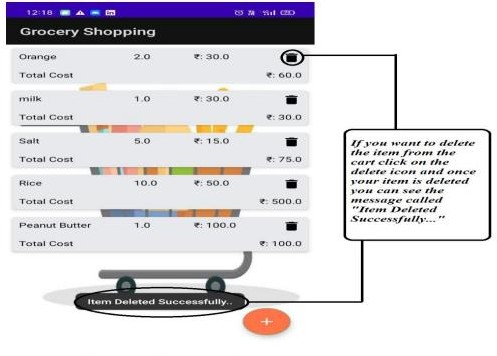 12:18
Grocery Shopping
Orange 2.0 ₹: 30.0
Total Cost ₹: 60.0
milk 1.0 ₹: 30.0
Total Cost ₹: 30.0
Salt 5.0 ₹: 15.0
Total Cost ₹: 75.0
Rice 10.0 ₹: 50.0
Total Cost ₹: 500.0
Peanut Butter 1.0 ₹: 100.0
Total Cost ₹: 100.0
Item Deleted Successfully..
+
If you want to delete
the item from the
cart click on the
delete icon and once
your item is deleted
you can see the
message called
"Item Deleted
Successfully..."